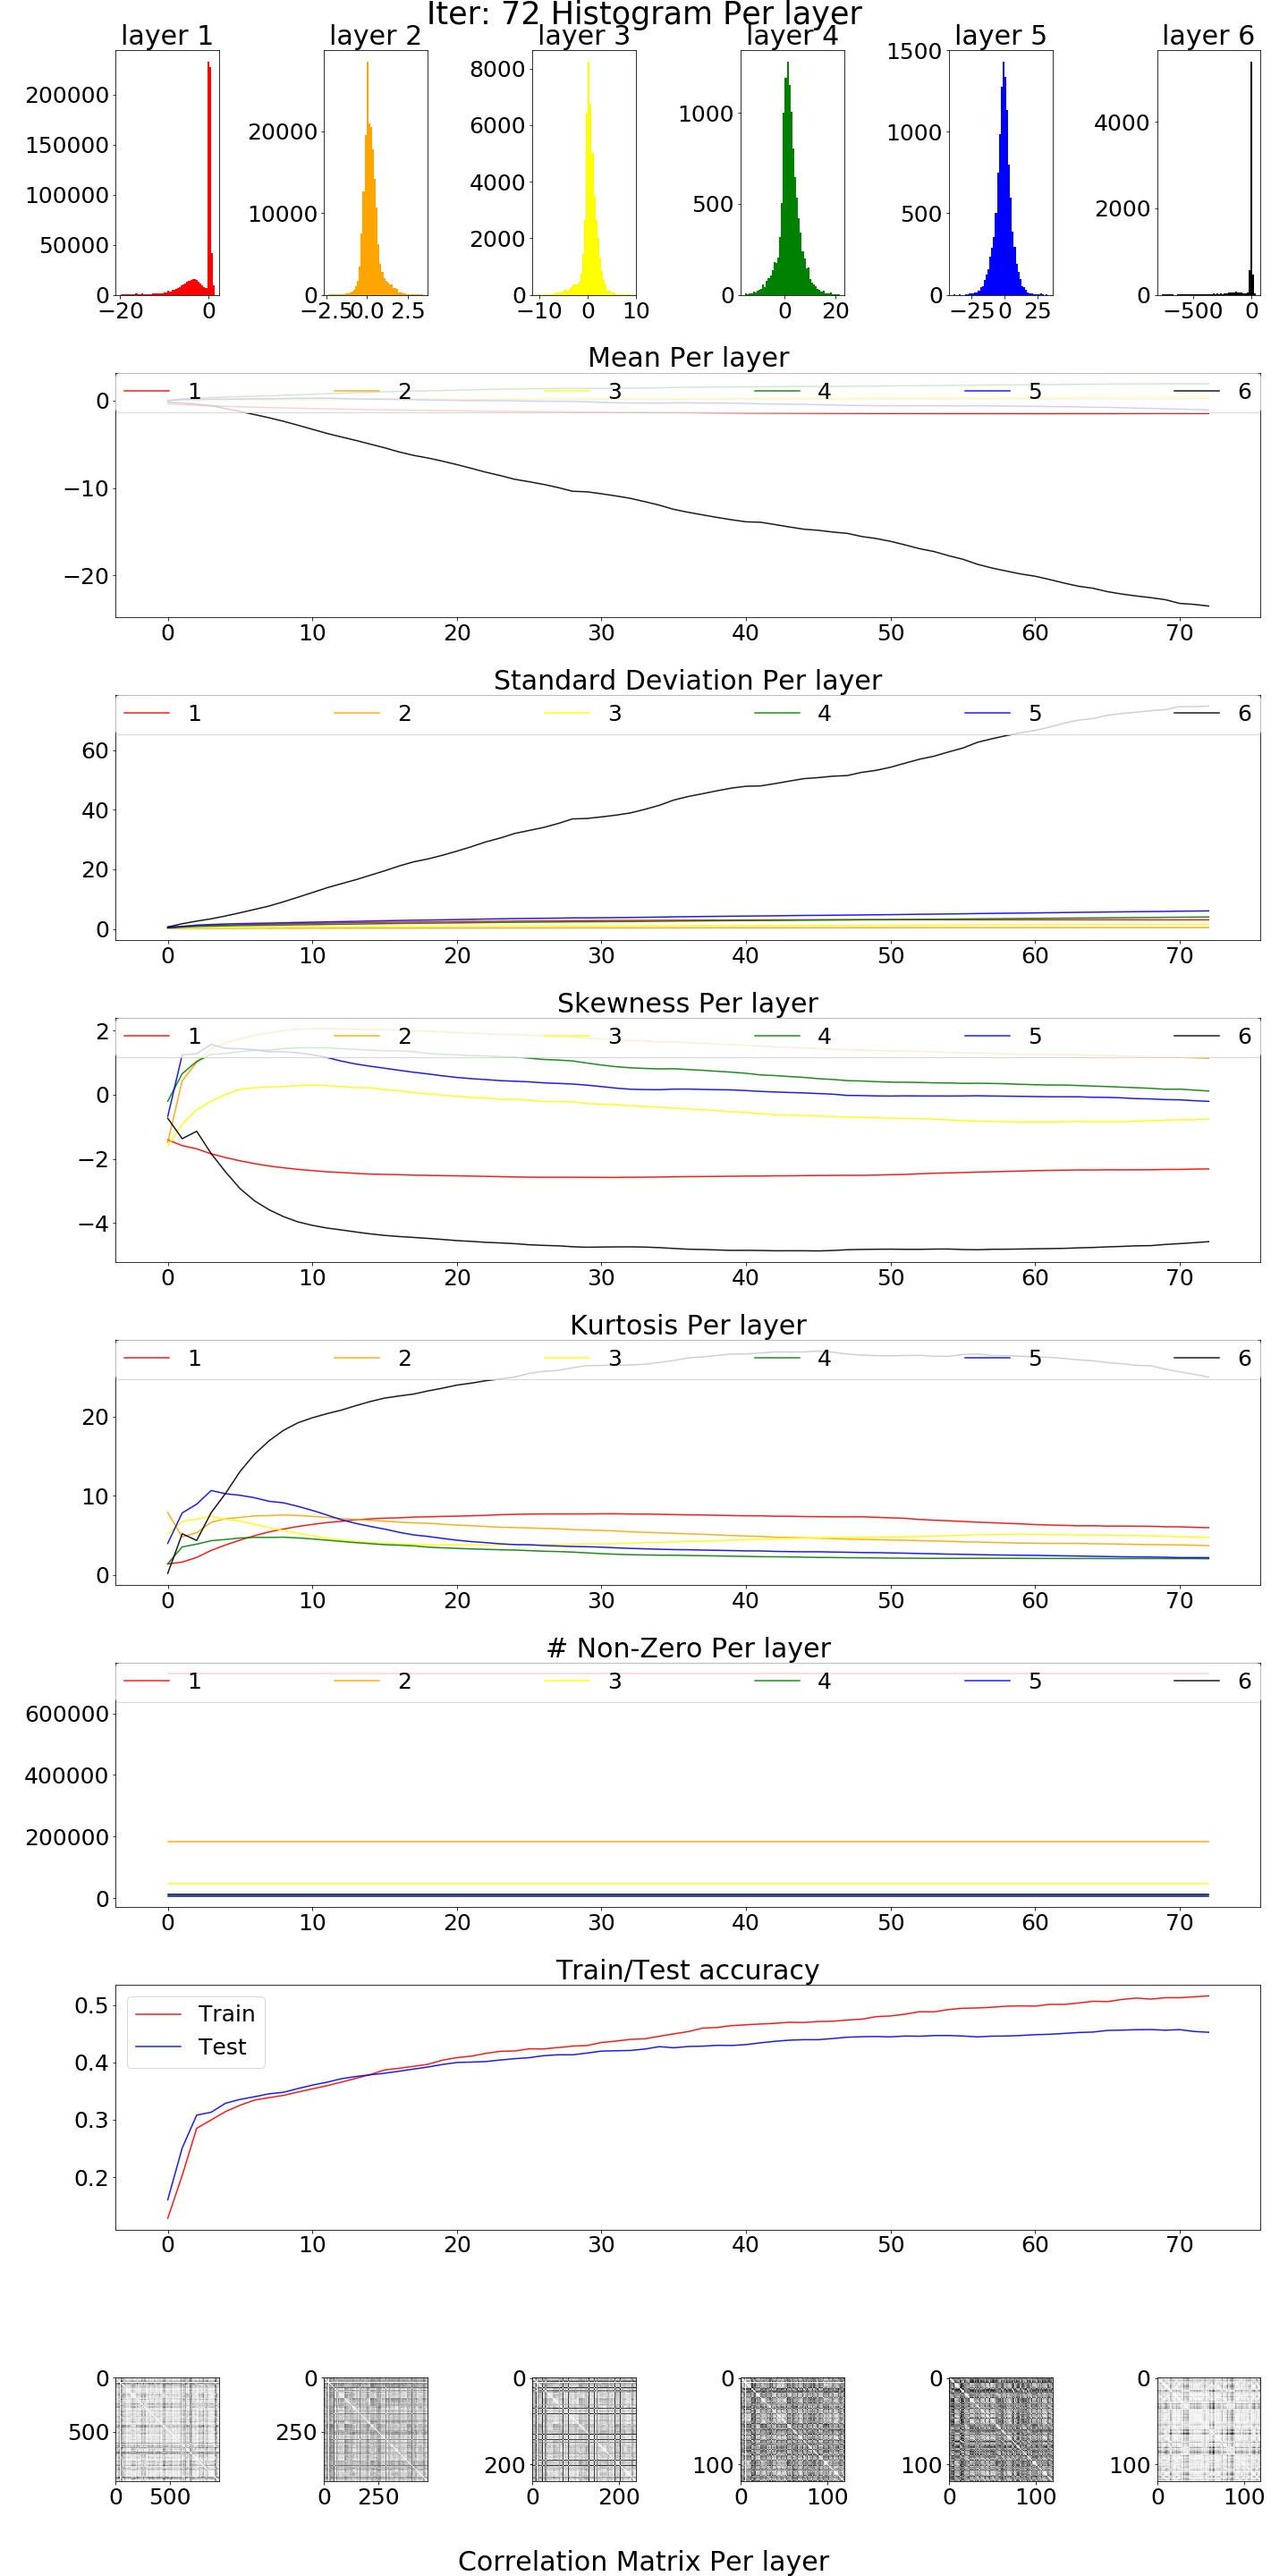 Iter: 72 Histogram Per layer
layer 1 layer 2 layer 3 layer 4 layer 5 layer 6
200000 150000 100000 50000 0
−20 0
20000 10000 0
−2.5 0.0 2.5
8000 6000 4000 2000 0
−10 0 10
1000 500 0
0 20
1500 1000 500 0
−25 0 25
4000 2000 0
−500 0
Mean Per layer
1 2 3 4 5 6
0
−10
−20
0 10 20 30 40 50 60 70
Standard Deviation Per layer
1 2 3 4 5 6
60
40
20
0
0 10 20 30 40 50 60 70
Skewness Per layer
1 2 3 4 5 6
2
0
−2
−4
0 10 20 30 40 50 60 70
Kurtosis Per layer
1 2 3 4 5 6
20
10
0
0 10 20 30 40 50 60 70
# Non-Zero Per layer
1 2 3 4 5 6
600000
400000
200000
0
0 10 20 30 40 50 60 70
Train/Test accuracy
Train
Test
0.5
0.4
0.3
0.2
0 10 20 30 40 50 60 70
0 500
0 500
0 250
0 250
0 200
0 200
0 100
0 100
0 100
0 100
0 100
0 100
Correlation Matrix Per layer